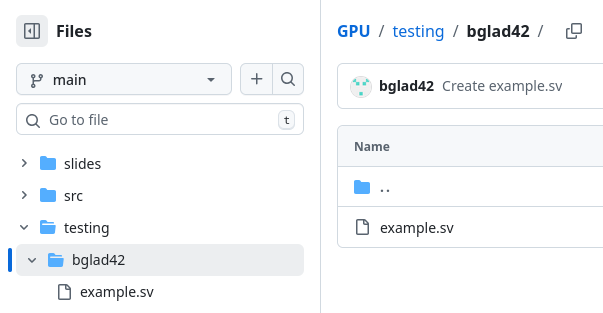 Files
main
Go to file
t
slides
src
testing
bglad42
example.sv
GPU / testing / bglad42 /
bglad42 Create example.sv
Name
..
example.sv